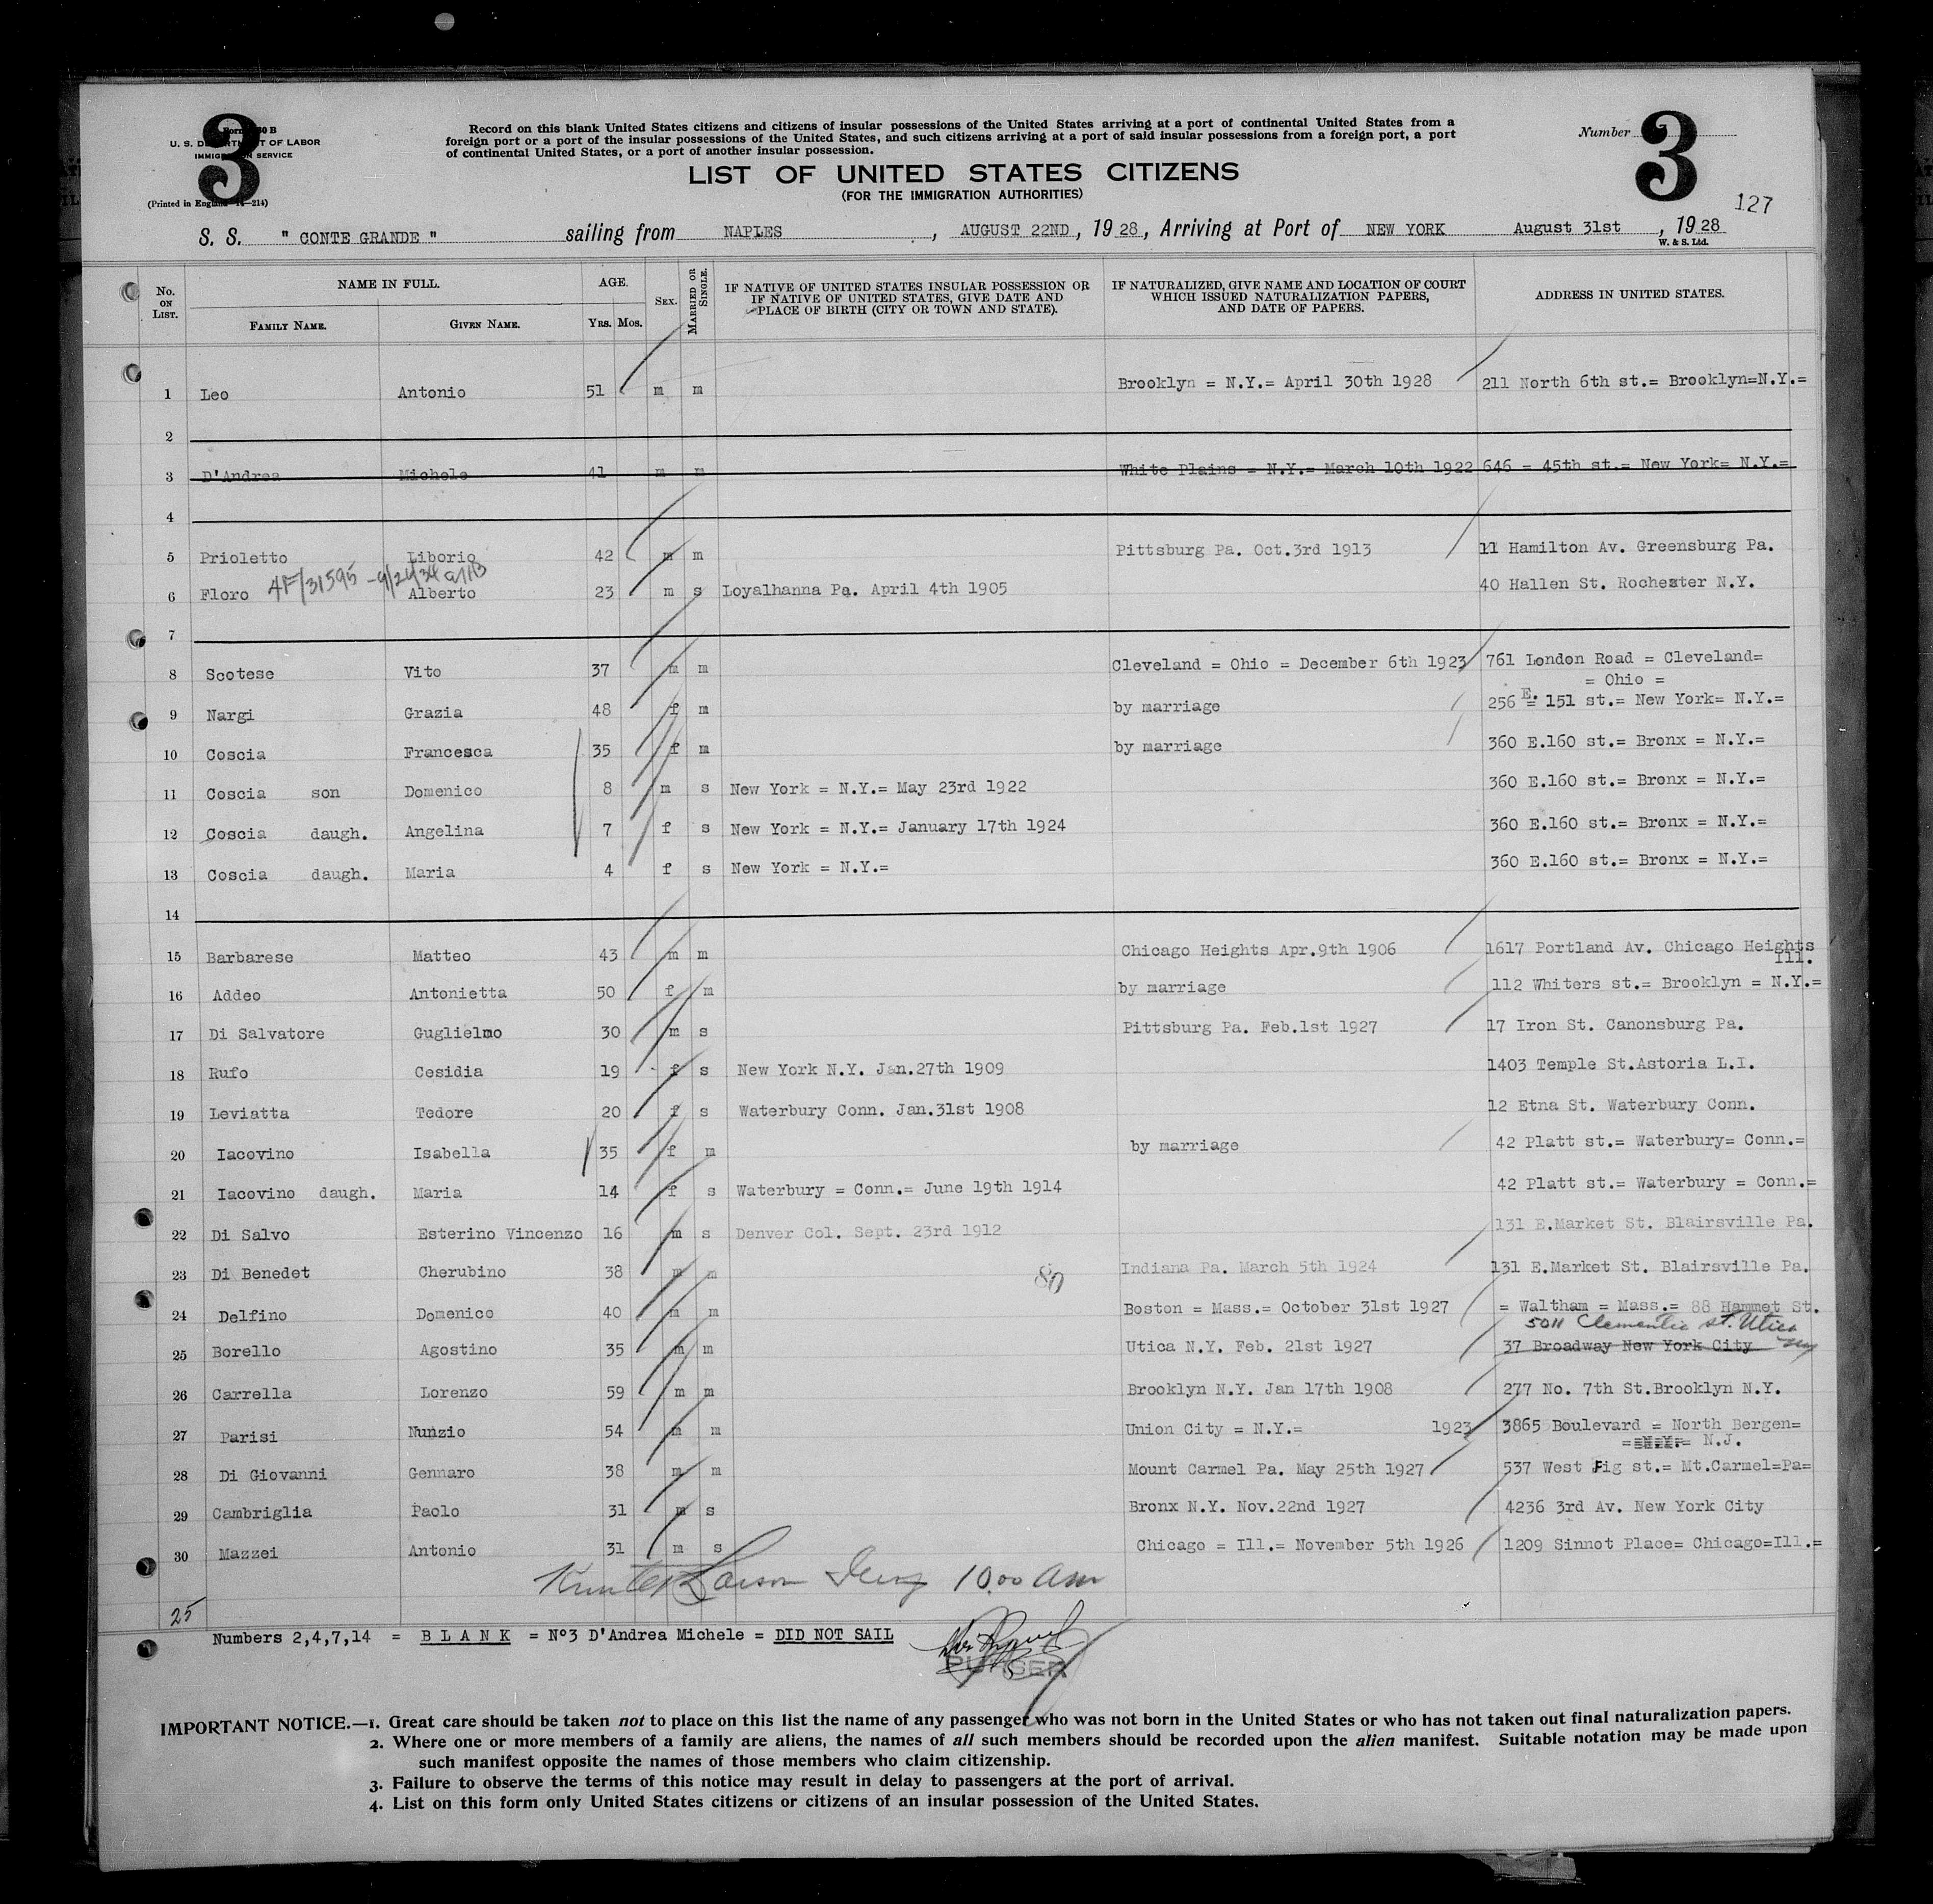 3
Form 630 B
U. S. DEPARTMENT OF LABOR
IMMIGRATION SERVICE
(Printed in England 14—214)
Record on this blank United States citizens and citizens of insular possessions of the United States arriving at a port of continental United States from a
foreign port or a port of the insular possessions of the United States, and such citizens arriving at a port of said insular possessions from a foreign port, a port
of continental United States, or a port of another insular possession.
LIST OF UNITED STATES CITIZENS
(FOR THE IMMIGRATION AUTHORITIES)
Number 3
127
S. S. " CONTE GRANDE " sailing from NAPLES , AUGUST 22ND , 19 28 , Arriving at Port of NEW YORK August 31st , 19 28
W. & S. Ltd.
No. ON LIST. NAME IN FULL. AGE. SEX. MARRIED OR SINGLE. IF NATIVE OF UNITED STATES INSULAR POSSESSION OR IF NATIVE OF UNITED STATES, GIVE DATE AND PLACE OF BIRTH (CITY OR TOWN AND STATE). IF NATURALIZED, GIVE NAME AND LOCATION OF COURT WHICH ISSUED NATURALIZATION PAPERS, AND DATE OF PAPERS. ADDRESS IN UNITED STATES.
FAMILY NAME. GIVEN NAME. YRS. MOS.
1 Leo Antonio 51 m m Brooklyn = N.Y.= April 30th 1928 211 North 6th st.= Brooklyn=N.Y.=
2
3 D'Andrea Michele 41 m m White Plains = N.Y.= March 10th 1922 646 = 45th st.= New York= N.Y.=
4
5 Prioletto Liborio 42 m m Pittsburg Pa. Oct.3rd 1913 11 Hamilton Av. Greensburg Pa.
4F/31595
6 Floro Alberto 23 m s Loyalhanna Pa. April 4th 1905 40 Hallen St. Rochester N.Y.
7
8 Scotese Vito 37 m m Cleveland = Ohio = December 6th 1923 761 London Road = Cleveland=
= Ohio =
9 Nargi Grazia 48 f m by marriage 256 E. = 151 st.= New York= N.Y.=
10 Coscia Francesca 35 f m by marriage 360 E.160 st.= Bronx = N.Y.=
11 Coscia son Domenico 8 m s New York = N.Y.= May 23rd 1922 360 E.160 st.= Bronx = N.Y.=
12 Coscia daugh. Angelina 7 f s New York = N.Y.= January 17th 1924 360 E.160 st.= Bronx = N.Y.=
13 Coscia daugh. Maria 4 f s New York = N.Y.= 360 E.160 st.= Bronx = N.Y.=
14
15 Barbarese Matteo 43 m m Chicago Heights Apr.9th 1906 1617 Portland Av. Chicago Heights
Ill.
16 Addeo Antonietta 50 f m by marriage 112 Whiters st.= Brooklyn = N.Y.=
17 Di Salvatore Guglielmo 30 m s Pittsburg Pa. Feb.1st 1927 17 Iron St. Canonsburg Pa.
18 Rufo Cesidia 19 f s New York N.Y. Jan.27th 1909 1403 Temple St.Astoria L.I.
19 Leviatta Tedore 20 f s Waterbury Conn. Jan.31st 1908 12 Etna St. Waterbury Conn.
20 Iacovino Isabella 35 f m by marriage 42 Platt st.= Waterbury= Conn.=
21 Iacovino daugh. Maria 14 f s Waterbury = Conn.= June 19th 1914 42 Platt st.= Waterbury = Conn.=
22 Di Salvo Esterino Vincenzo 16 m s Denver Col. Sept. 23rd 1912 131 E.Market St. Blairsville Pa.
23 Di Benedet Cherubino 38 m m 80 Indiana Pa. March 5th 1924 131 E.Market St. Blairsville Pa.
24 Delfino Domenico 40 m m Boston = Mass.= October 31st 1927 = Waltham = Mass.= 88 Hammet St.
5011 Clementie st. Utica
25 Borello Agostino 35 m m Utica N.Y. Feb. 21st 1927 37 Broadway New York City NY
26 Carrella Lorenzo 59 m m Brooklyn N.Y. Jan 17th 1908 277 No. 7th St.Brooklyn N.Y.
27 Parisi Nunzio 54 m m Union City = N.Y.= 1923 3865 Boulevard = North Bergen=
N.J.
28 Di Giovanni Gennaro 38 m m Mount Carmel Pa. May 25th 1927 537 West Fig st.= Mt.Carmel=Pa=
29 Cambriglia Paolo 31 m s Bronx N.Y. Nov.22nd 1927 4236 3rd Av. New York City
30 Mazzei Antonio 31 m s Chicago = Ill.= November 5th 1926 1209 Sinnot Place= Chicago=Ill.=
10.00 am
25
Numbers 2,4,7,14 = B L A N K = Nº3 D'Andrea Michele = DID NOT SAIL
PURSER
IMPORTANT NOTICE.—1. Great care should be taken not to place on this list the name of any passenger who was not born in the United States or who has not taken out final naturalization papers.
2. Where one or more members of a family are aliens, the names of all such members should be recorded upon the alien manifest. Suitable notation may be made upon
such manifest opposite the names of those members who claim citizenship.
3. Failure to observe the terms of this notice may result in delay to passengers at the port of arrival.
4. List on this form only United States citizens or citizens of an insular possession of the United States.